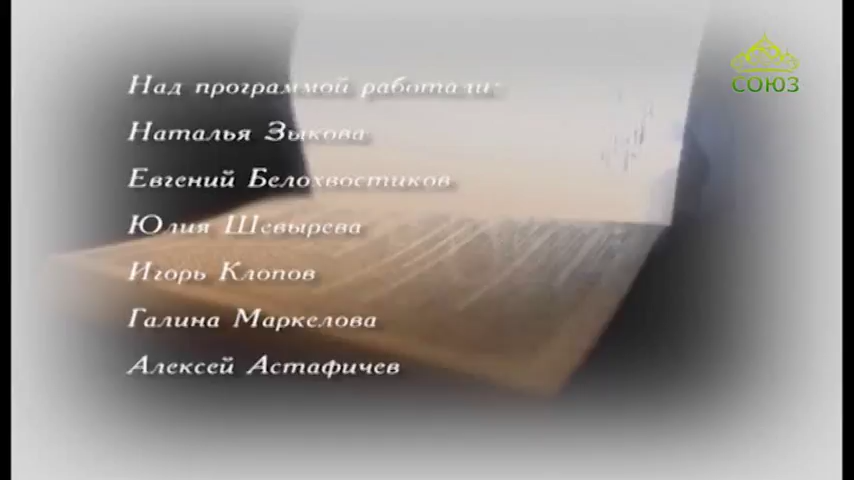 СОЮЗ
Над программой работали:
Наталья Зыкова
Евгений Белохвостиков
Юлия Шевырева
Игорь Клопов
Галина Маркелова
Алексей Астафичев